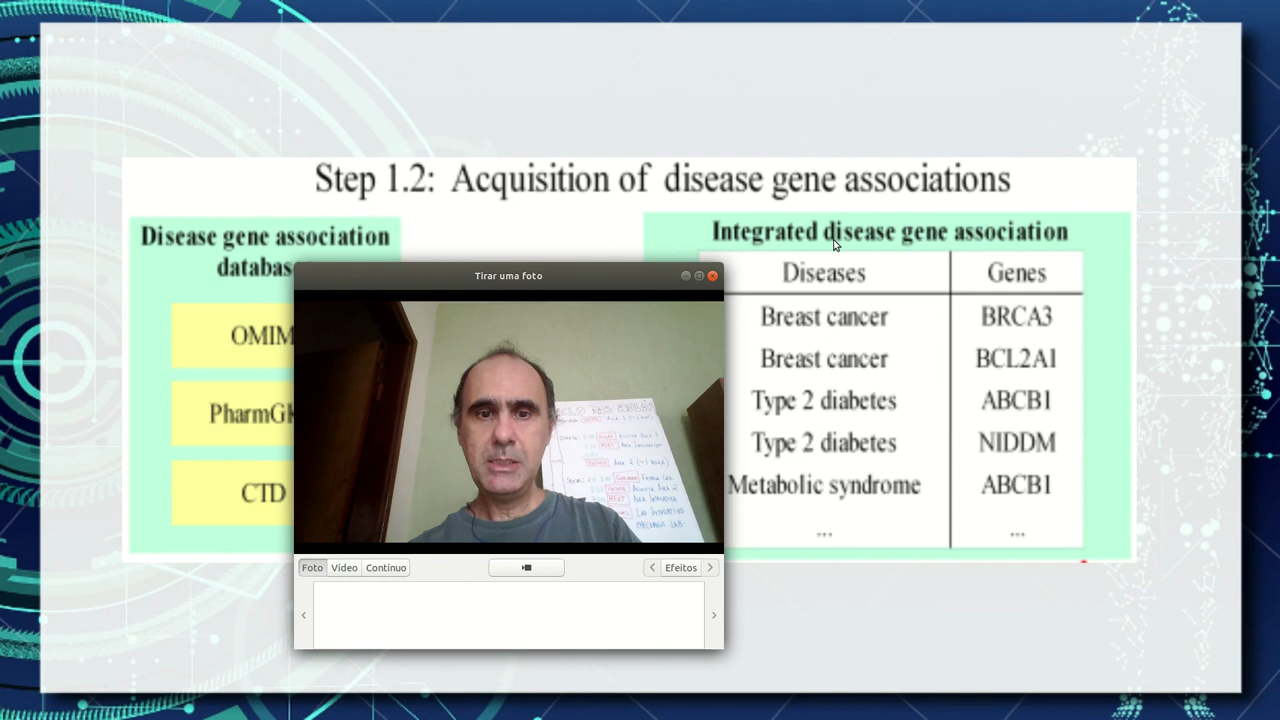 Step 1.2: Acquisition of disease gene associations
Disease gene association
databas
OMIM
PharmGK
CTD
Integrated disease gene association
Diseases Genes
Breast cancer BRCA3
Breast cancer BCL2A1
Type 2 diabetes ABCB1
Type 2 diabetes NIDDM
Metabolic syndrome ABCB1
... ...
Tirar uma foto
Foto Vídeo Contínuo Efeitos